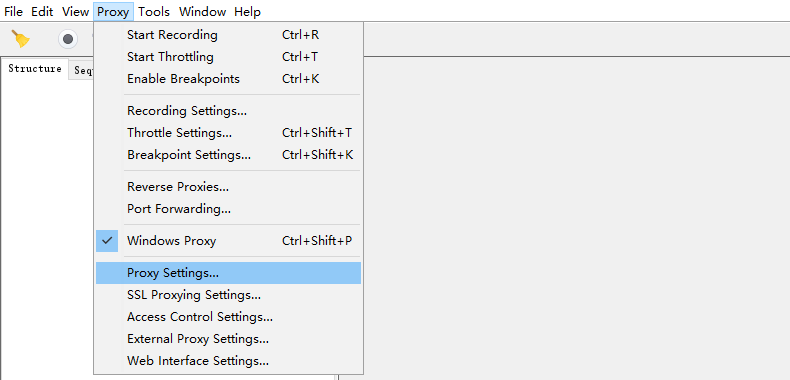 File Edit View Proxy Tools Window Help
Start Recording Ctrl+R
Start Throttling Ctrl+T
Enable Breakpoints Ctrl+K
Structure Seq
Recording Settings...
Throttle Settings... Ctrl+Shift+T
Breakpoint Settings... Ctrl+Shift+K
Reverse Proxies...
Port Forwarding...
Windows Proxy Ctrl+Shift+P
Proxy Settings...
SSL Proxying Settings...
Access Control Settings...
External Proxy Settings...
Web Interface Settings...